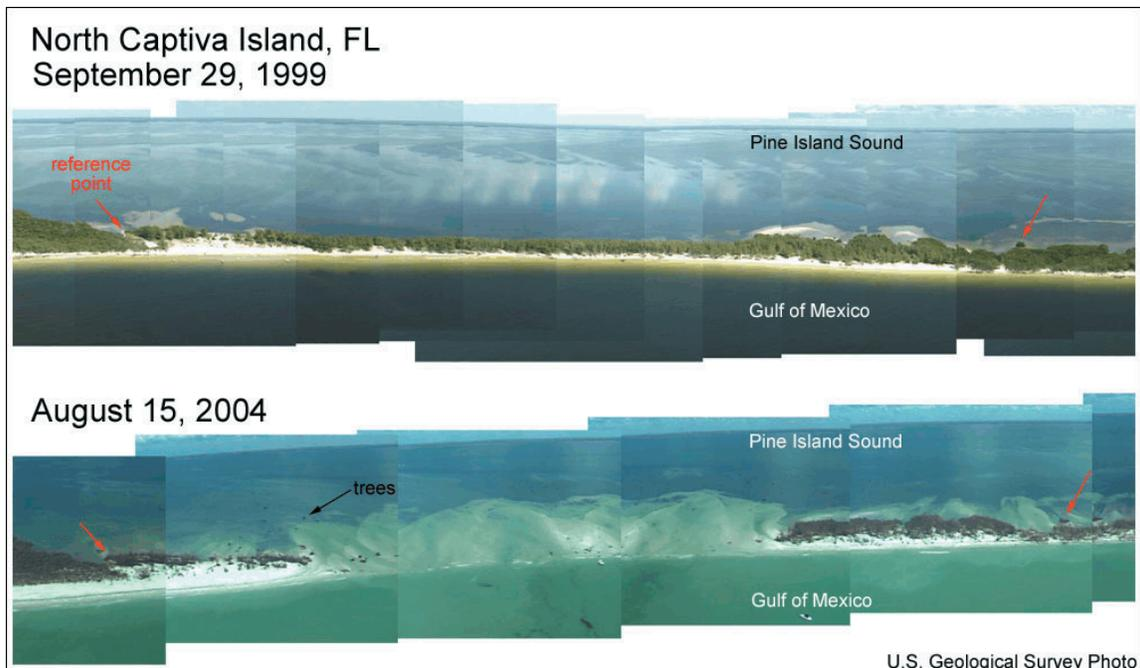 North Captiva Island, FL
September 29, 1999
Pine Island Sound
reference
point
Gulf of Mexico
August 15, 2004
Pine Island Sound
trees
Gulf of Mexico
U.S. Geological Survey Photo